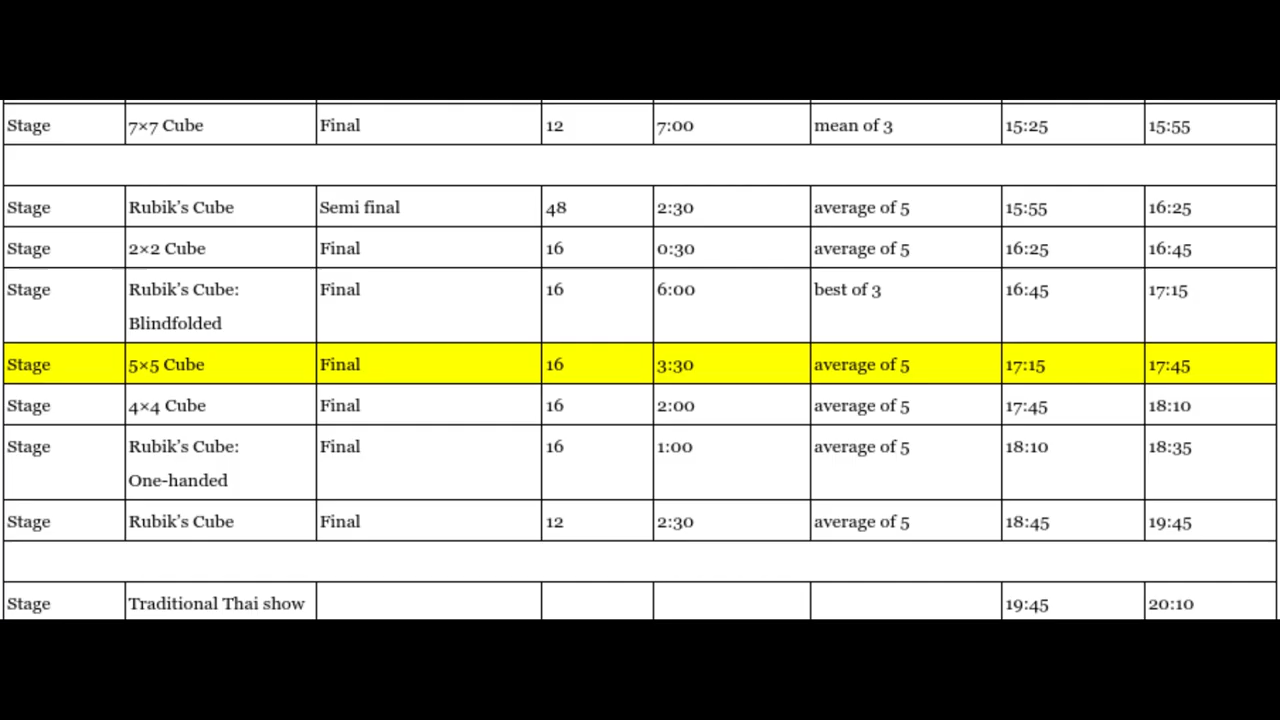 Stage 7×7 Cube Final 12 7:00 mean of 3 15:25 15:55
Stage Rubik's Cube Semi final 48 2:30 average of 5 15:55 16:25
Stage 2×2 Cube Final 16 0:30 average of 5 16:25 16:45
Stage Rubik's Cube: Final 16 6:00 best of 3 16:45 17:15
Blindfolded
Stage 5×5 Cube Final 16 3:30 average of 5 17:15 17:45
Stage 4×4 Cube Final 16 2:00 average of 5 17:45 18:10
Stage Rubik's Cube: Final 16 1:00 average of 5 18:10 18:35
One-handed
Stage Rubik's Cube Final 12 2:30 average of 5 18:45 19:45
Stage Traditional Thai show 19:45 20:10